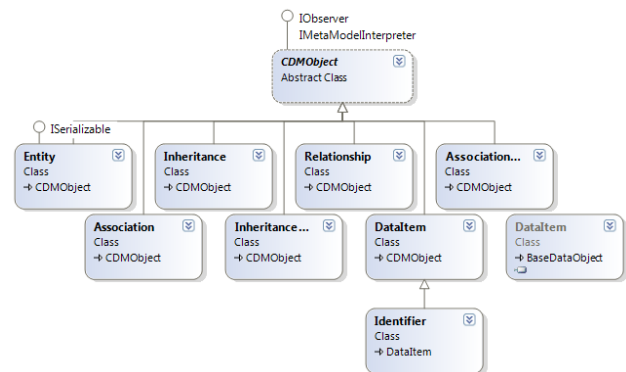 IObserver
IMetaModelInterpreter
CDMObject
Abstract Class
ISerializable
Entity
Class
CDMObject
Inheritance
Class
CDMObject
Relationship
Class
CDMObject
Association...
Class
CDMObject
Association
Class
CDMObject
Inheritance...
Class
CDMObject
DataItem
Class
CDMObject
DataItem
Class
BaseDataObject
Identifier
Class
DataItem